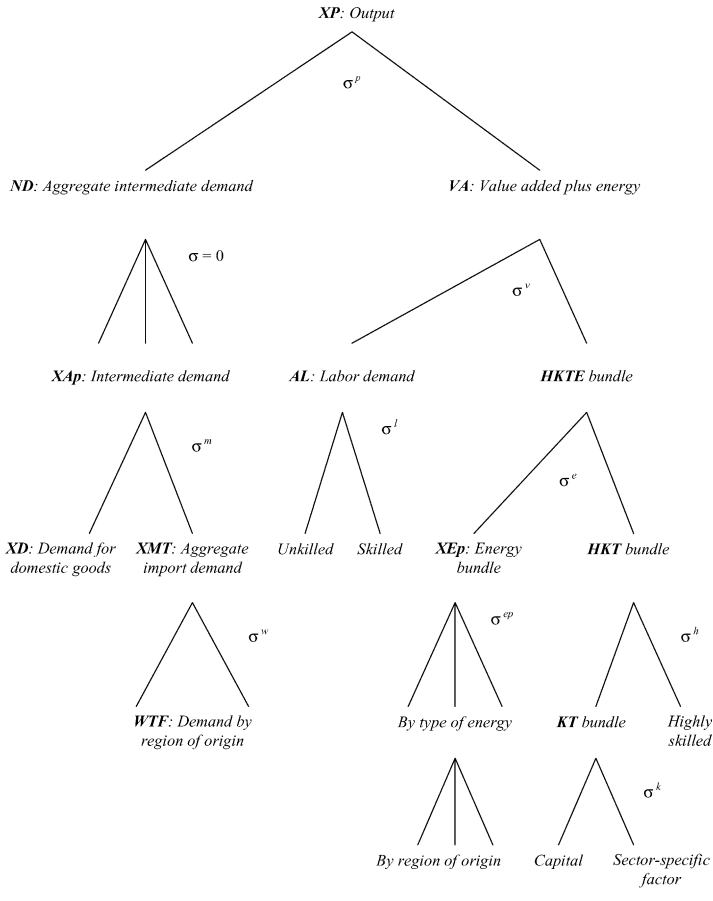 XP: Output
σ p
ND: Aggregate intermediate demand
VA: Value added plus energy
σ = 0
σ v
XAp: Intermediate demand
AL: Labor demand
HKTE bundle
σ m
σ l
σ e
XD: Demand for
domestic goods
XMT: Aggregate
import demand
Unkilled
Skilled
XEp: Energy
bundle
HKT bundle
σ w
σ ep
σ h
WTF: Demand by
region of origin
By type of energy
KT bundle
Highly
skilled
σ k
By region of origin
Capital
Sector-specific
factor